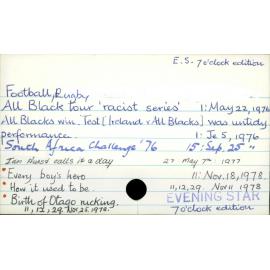 E.S. 7 o'clock edition
Football, Rugby
All Black tour 'racist series' 1: May 22, 1976
All Blacks win. Test [Ireland v All Blacks] was untidy
performance. 1: Je 5, 1976
'South Africa Challenge' '76 15: Sep. 25 "
calls it a day 27 May 7th 1977
• Every boy's hero 11: Nov. 18, 1978
• How it used to be. 11, 12, 29. Nov 11 1978
• Birth of Otago rucking. EVENING STAR
11, 12, 29. Nov 25, 1978. 7 o'clock edition